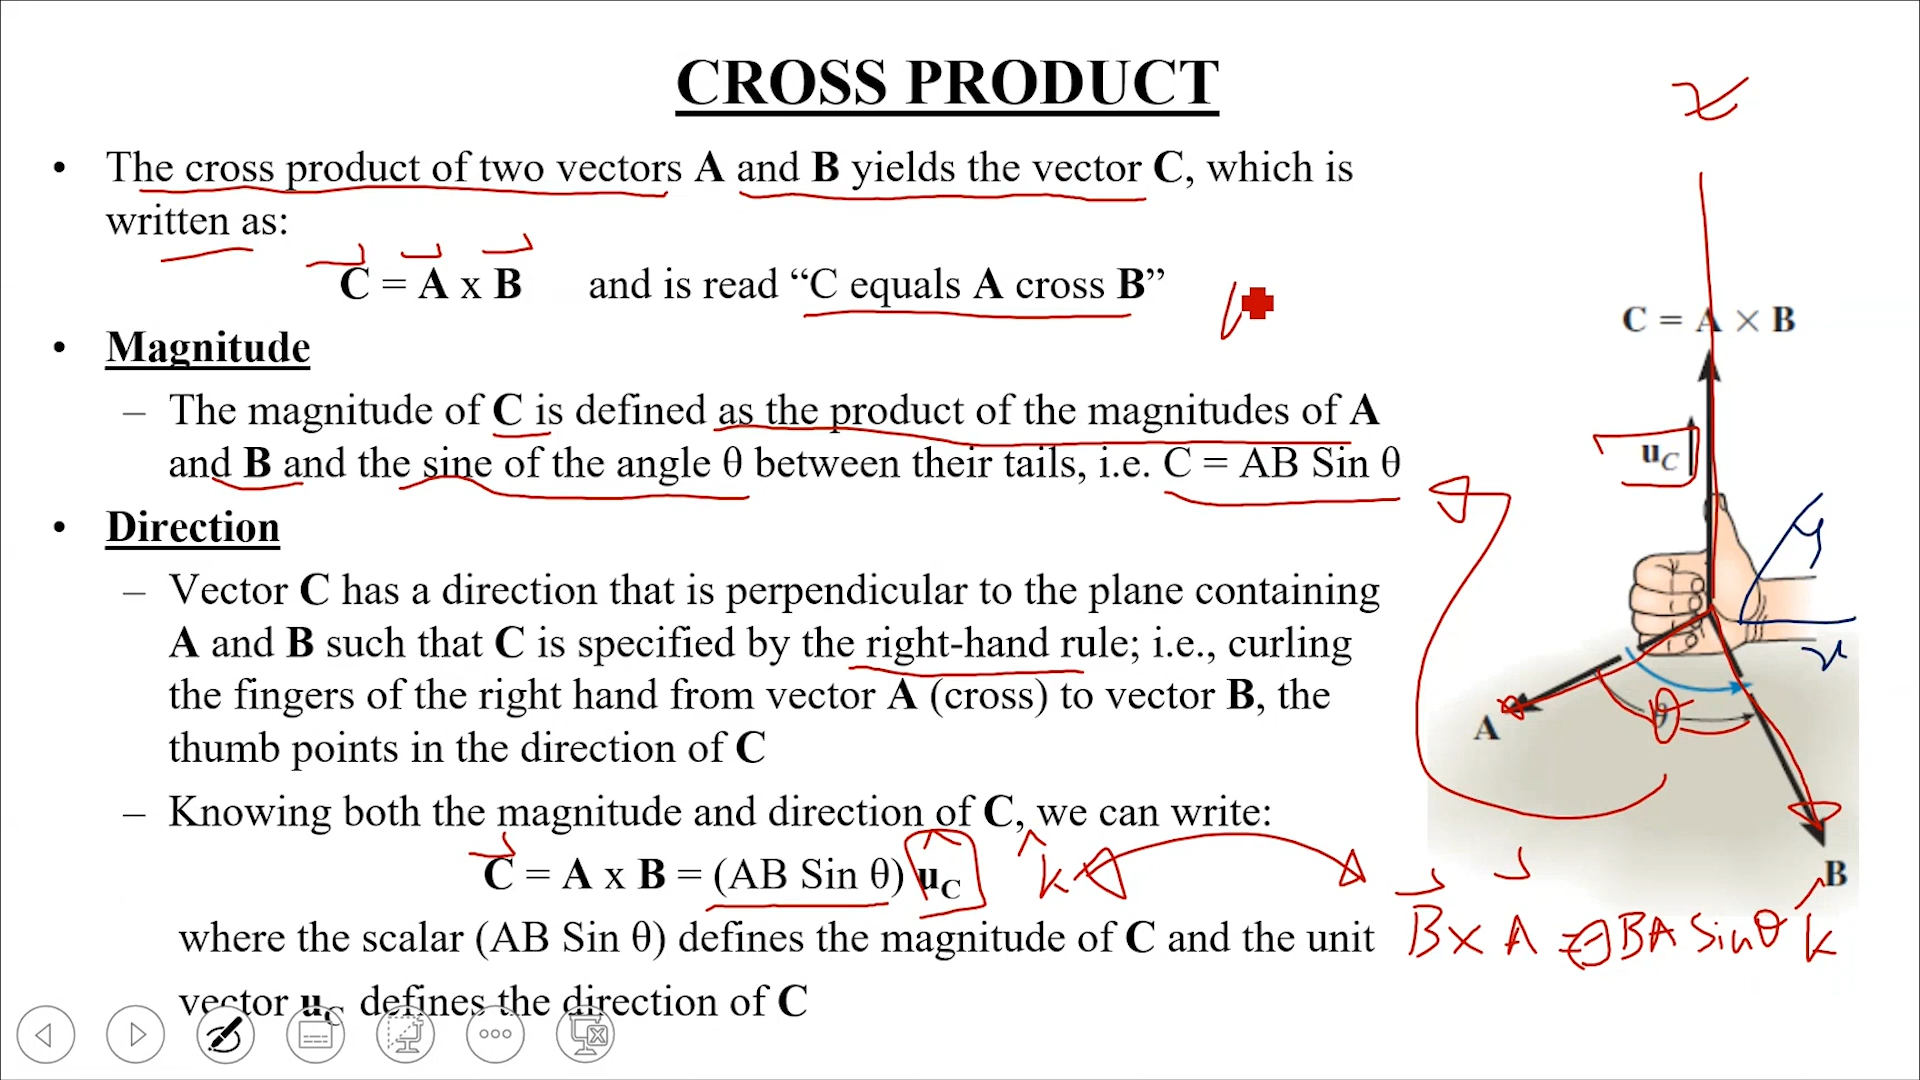 CROSS PRODUCT
• The cross product of two vectors A and B yields the vector C, which is
written as:
C = A x B and is read “C equals A cross B”
• Magnitude
– The magnitude of C is defined as the product of the magnitudes of A
and B and the sine of the angle θ between their tails, i.e. C = AB Sin θ
• Direction
– Vector C has a direction that is perpendicular to the plane containing
A and B such that C is specified by the right-hand rule; i.e., curling
the fingers of the right hand from vector A (cross) to vector B, the
thumb points in the direction of C
– Knowing both the magnitude and direction of C, we can write:
C = A x B = (AB Sin θ) uC k̂
where the scalar (AB Sin θ) defines the magnitude of C and the unit
vector uC defines the direction of C
z
C = A × B
uC
y
x
A
θ
B
B⃗ x A⃗ = -BA Sinθ k̂